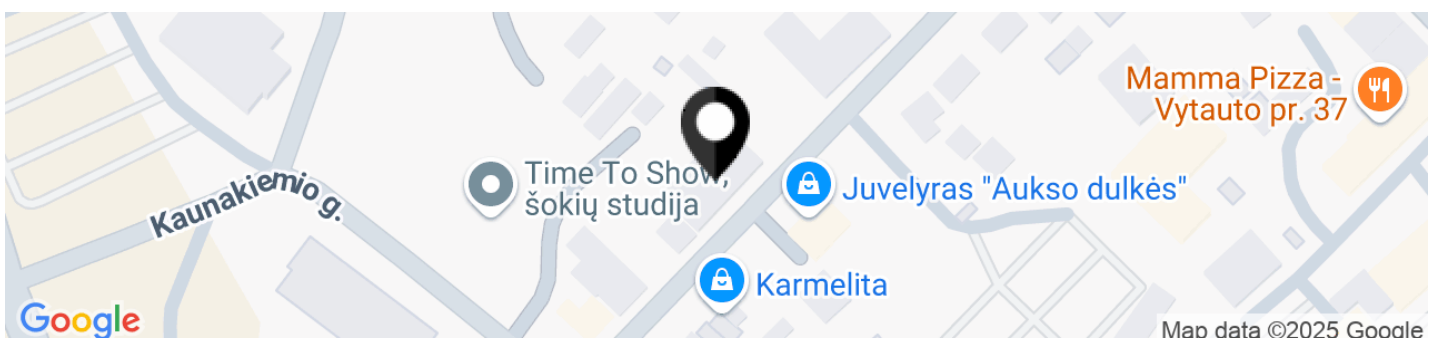 Mamma Pizza -
Vytauto pr. 37
Time To Show,
šokių studija
Juvelyras "Aukso dulkės"
Kaunakiemio g.
Karmelita
Google
Map data ©2025 Google